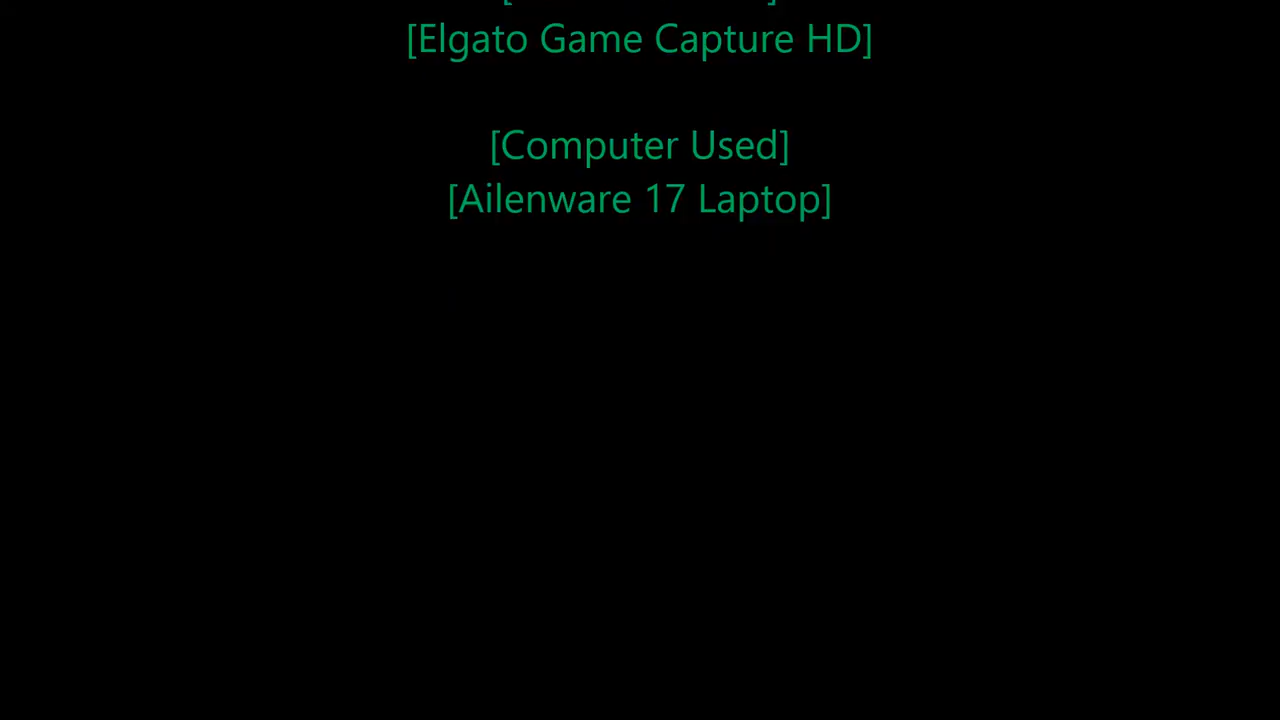 [Elgato Game Capture HD]
[Computer Used]
[Ailenware 17 Laptop]